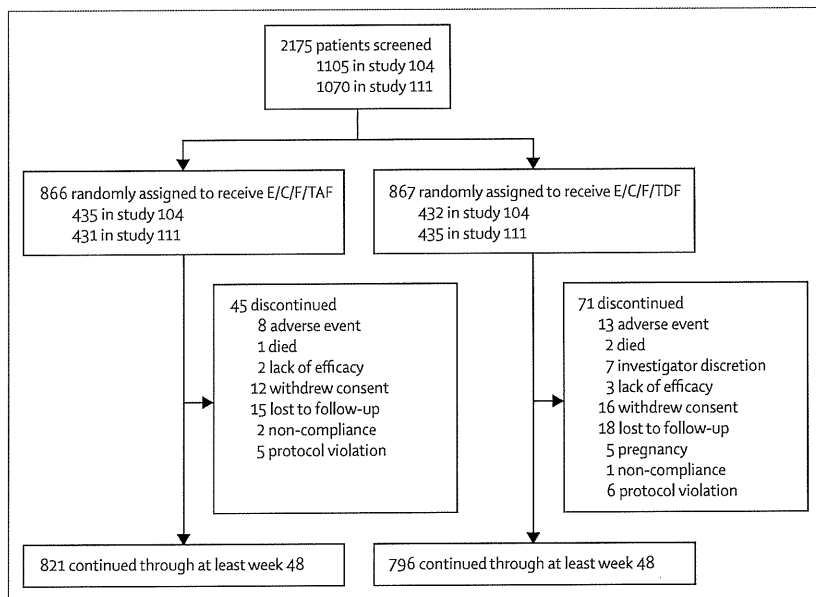 2175 patients screened
1105 in study 104
1070 in study 111
866 randomly assigned to receive E/C/F/TAF
435 in study 104
431 in study 111
867 randomly assigned to receive E/C/F/TDF
432 in study 104
435 in study 111
45 discontinued
8 adverse event
1 died
2 lack of efficacy
12 withdrew consent
15 lost to follow-up
2 non-compliance
5 protocol violation
71 discontinued
13 adverse event
2 died
7 investigator discretion
3 lack of efficacy
16 withdrew consent
18 lost to follow-up
5 pregnancy
1 non-compliance
6 protocol violation
821 continued through at least week 48
796 continued through at least week 48